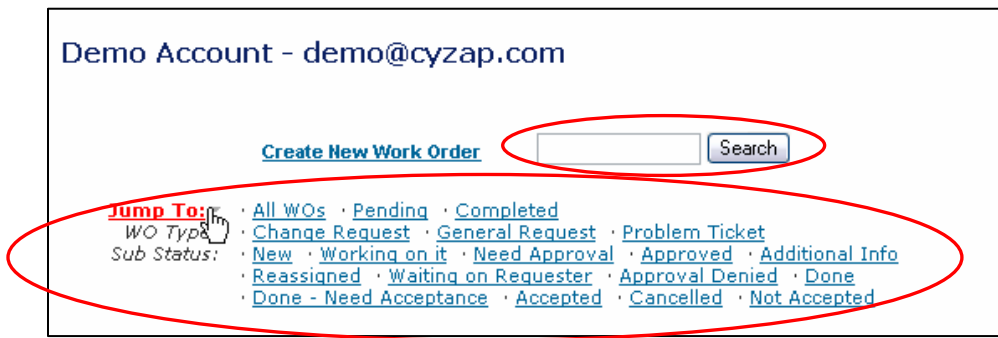 Demo Account - demo@cyzap.com
Create New Work Order Search
Jump To: · All WOs · Pending · Completed
WO Type: · Change Request · General Request · Problem Ticket
Sub Status: · New · Working on it · Need Approval · Approved · Additional Info
· Reassigned · Waiting on Requester · Approval Denied · Done
· Done - Need Acceptance · Accepted · Cancelled · Not Accepted